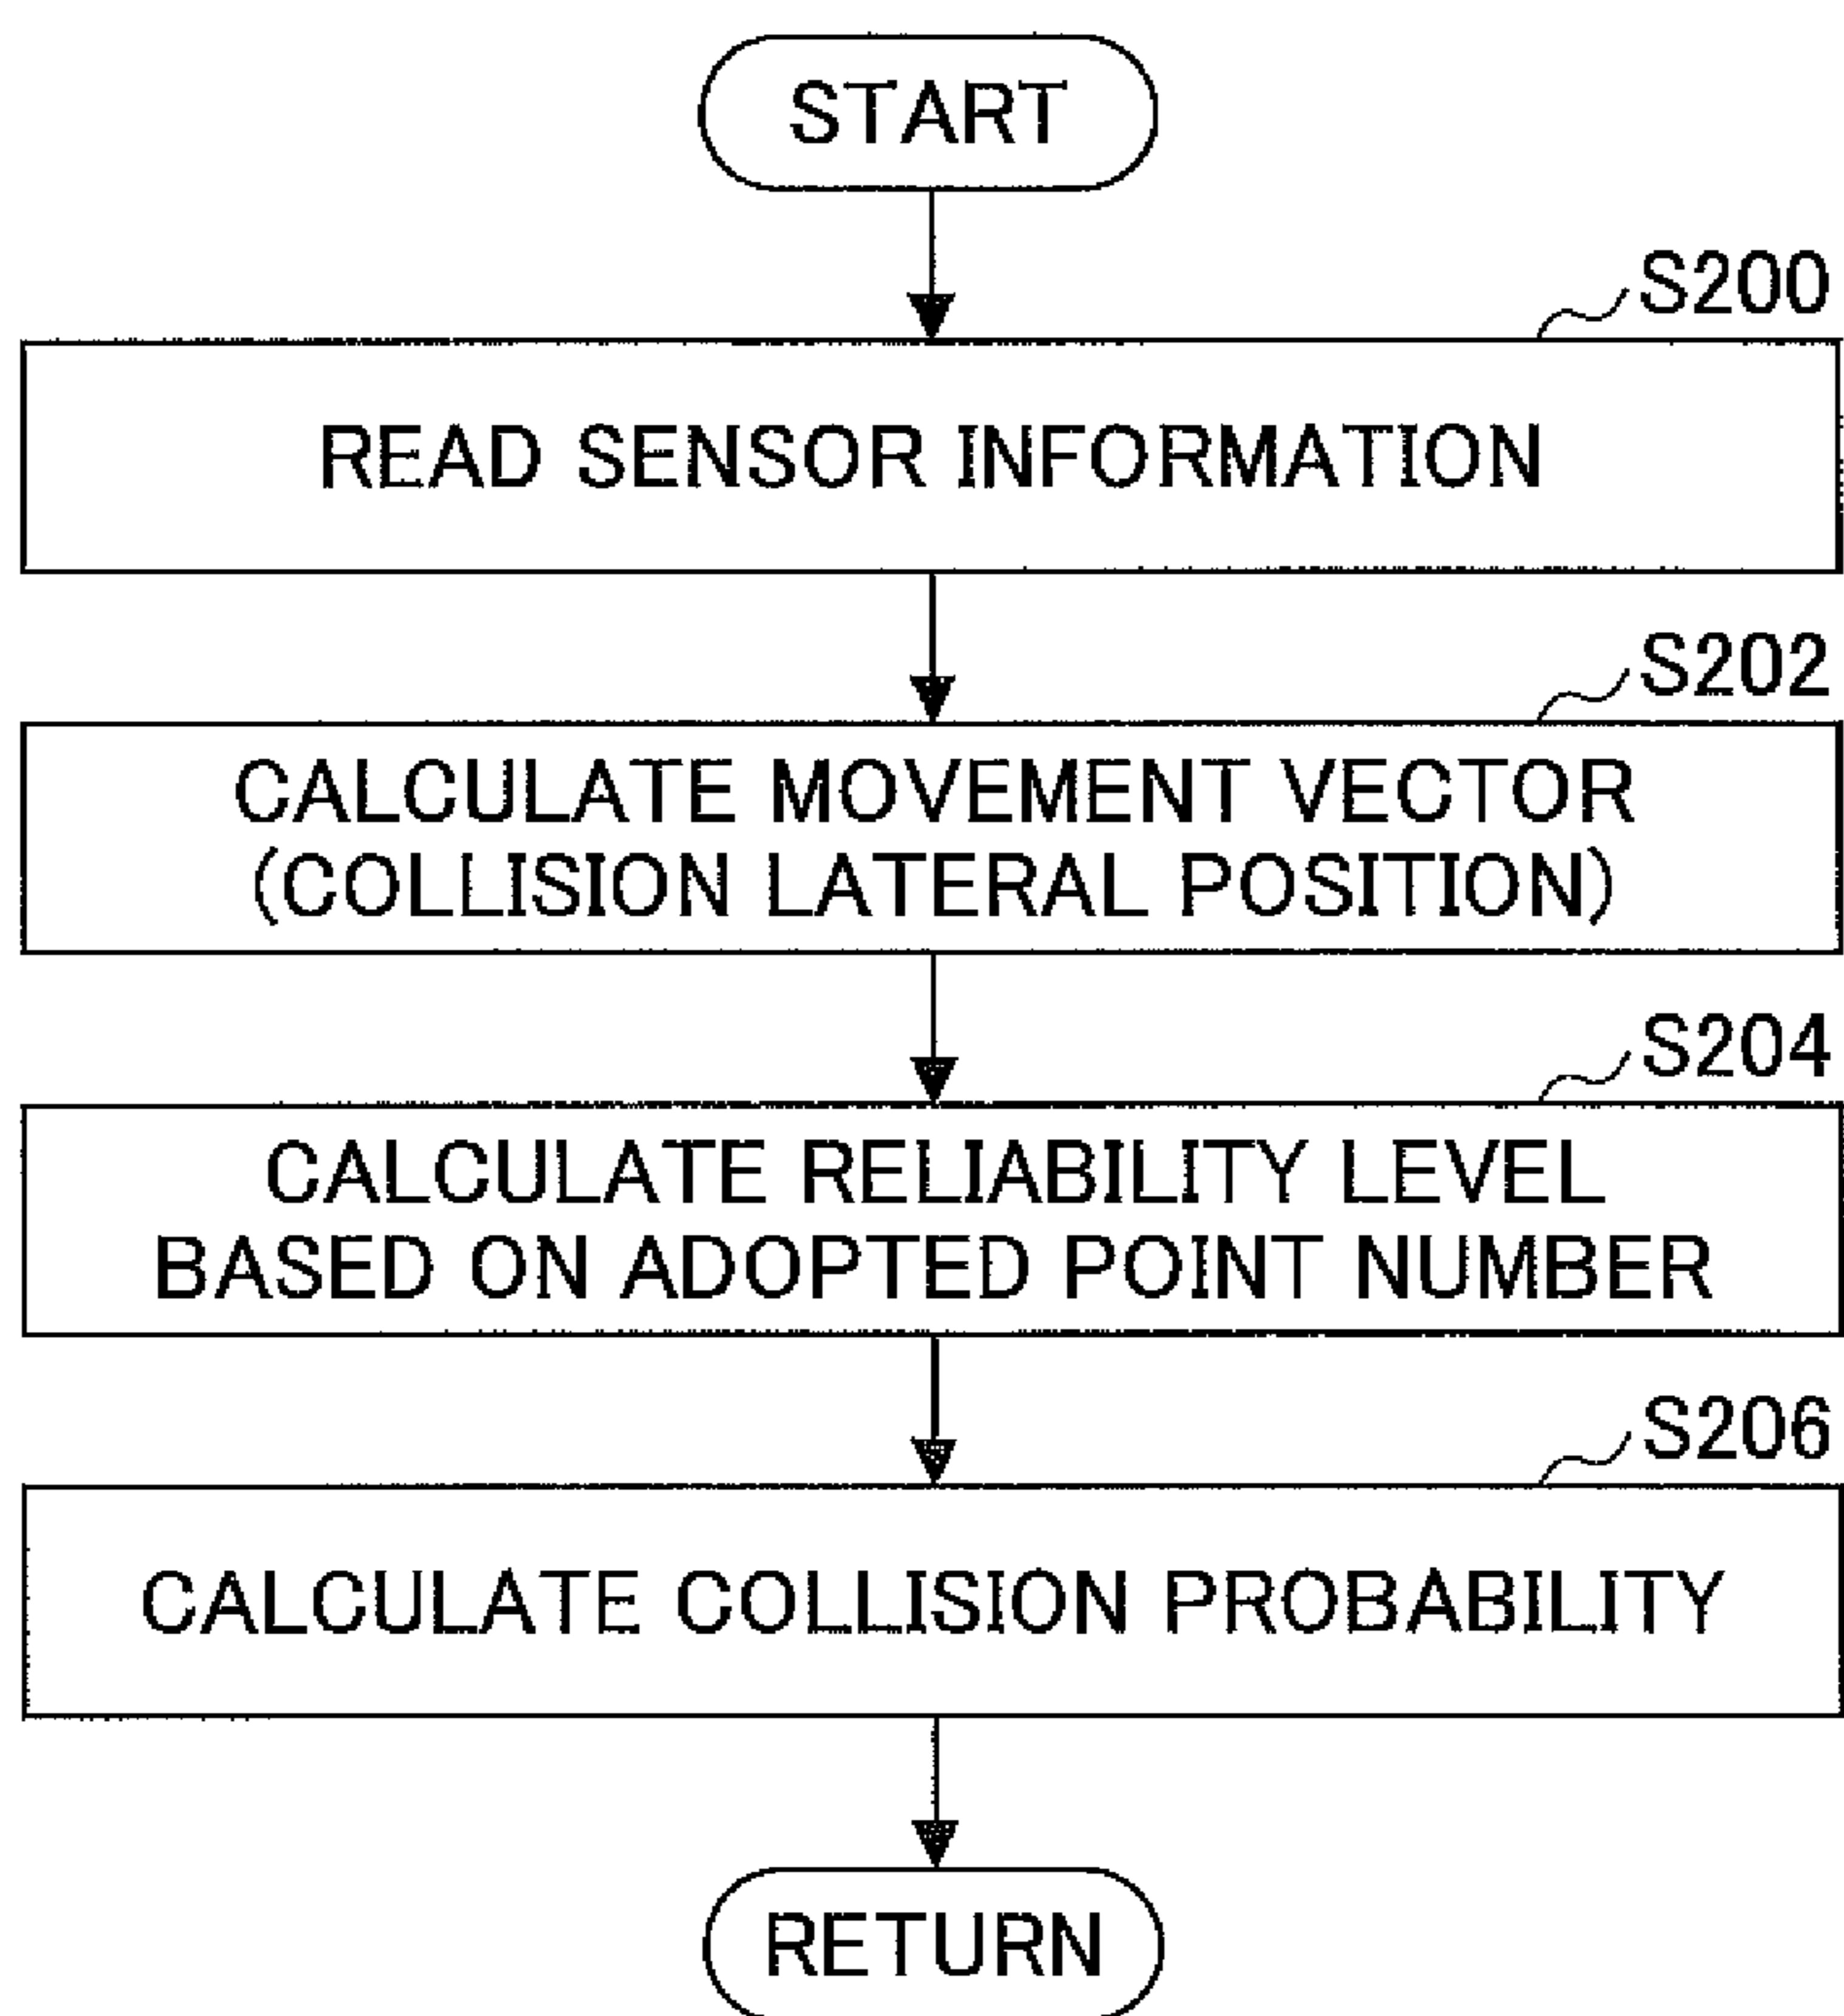 START
S200
READ SENSOR INFORMATION
S202
CALCULATE MOVEMENT VECTOR
(COLLISION LATERAL POSITION)
S204
CALCULATE RELIABILITY LEVEL
BASED ON ADOPTED POINT NUMBER
S206
CALCULATE COLLISION PROBABILITY
RETURN